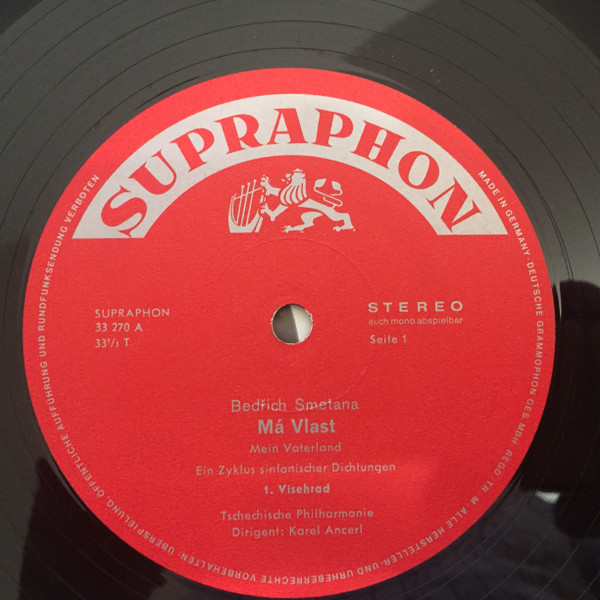 SUPRAPHON
SUPRAPHON
33 270 A
33⅓ T
STEREO
auch mono abspielbar
Seite 1
Bedřich Smetana
Má Vlast
Mein Vaterland
Ein Zyklus sinfonischer Dichtungen
1. Visehrad
Tschechische Philharmonie
Dirigent: Karel Ancerl
MADE IN GERMANY · DEUTSCHE GRAMMOPHON GES. MBH · REGD. TR. M. ALLE HERSTELLER- UND URHEBERRECHTE VORBEHALTEN: ÜBERSPIELUNG, ÖFFENTLICHE AUFFÜHRUNG UND RUNDFUNKSENDUNG VERBOTEN